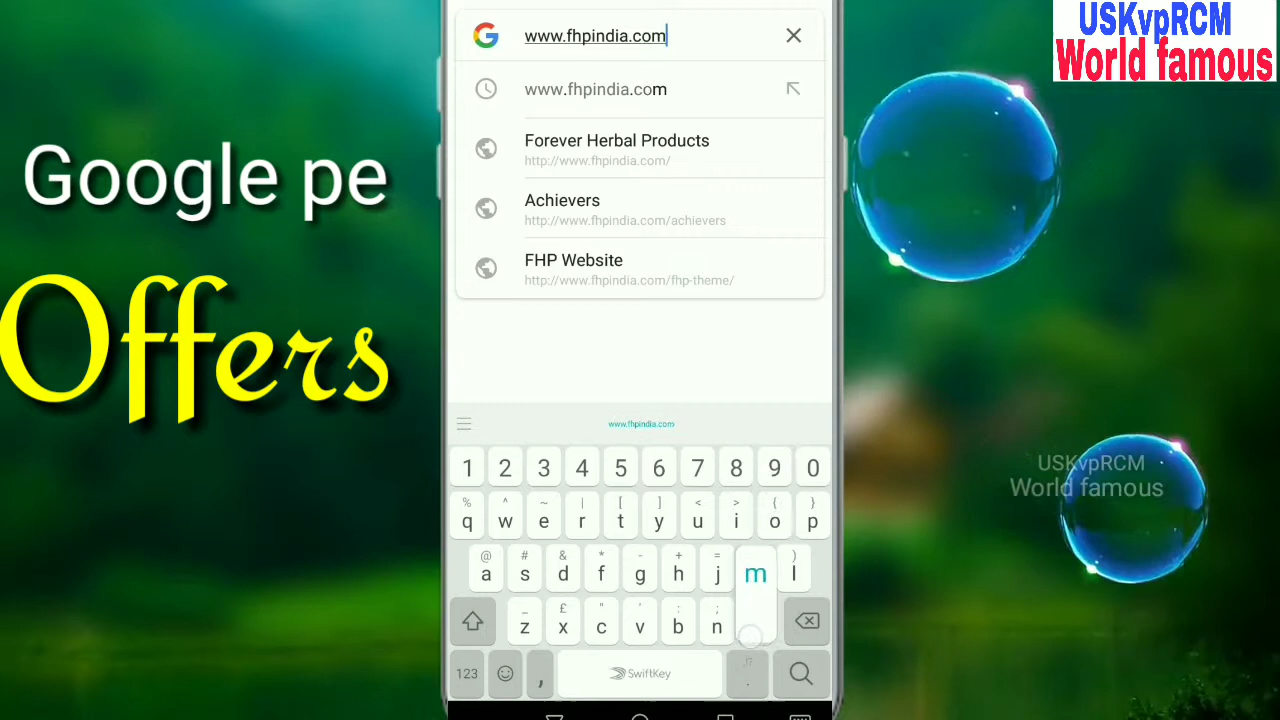 USKvpRCM
World famous
Google pe
Offers
www.fhpindia.com
www.fhpindia.com
Forever Herbal Products
http://www.fhpindia.com/
Achievers
http://www.fhpindia.com/achievers
FHP Website
http://www.fhpindia.com/fhp-theme/
www.fhpindia.com
1 2 3 4 5 6 7 8 9 0
% ^ ~ | [ ] < > { }
q w e r t y u i o p
@ # & * - + = )
a s d f g h j m l
_ £ " ' : ;
z x c v b n
123 , SwiftKey .
USKvpRCM
World famous